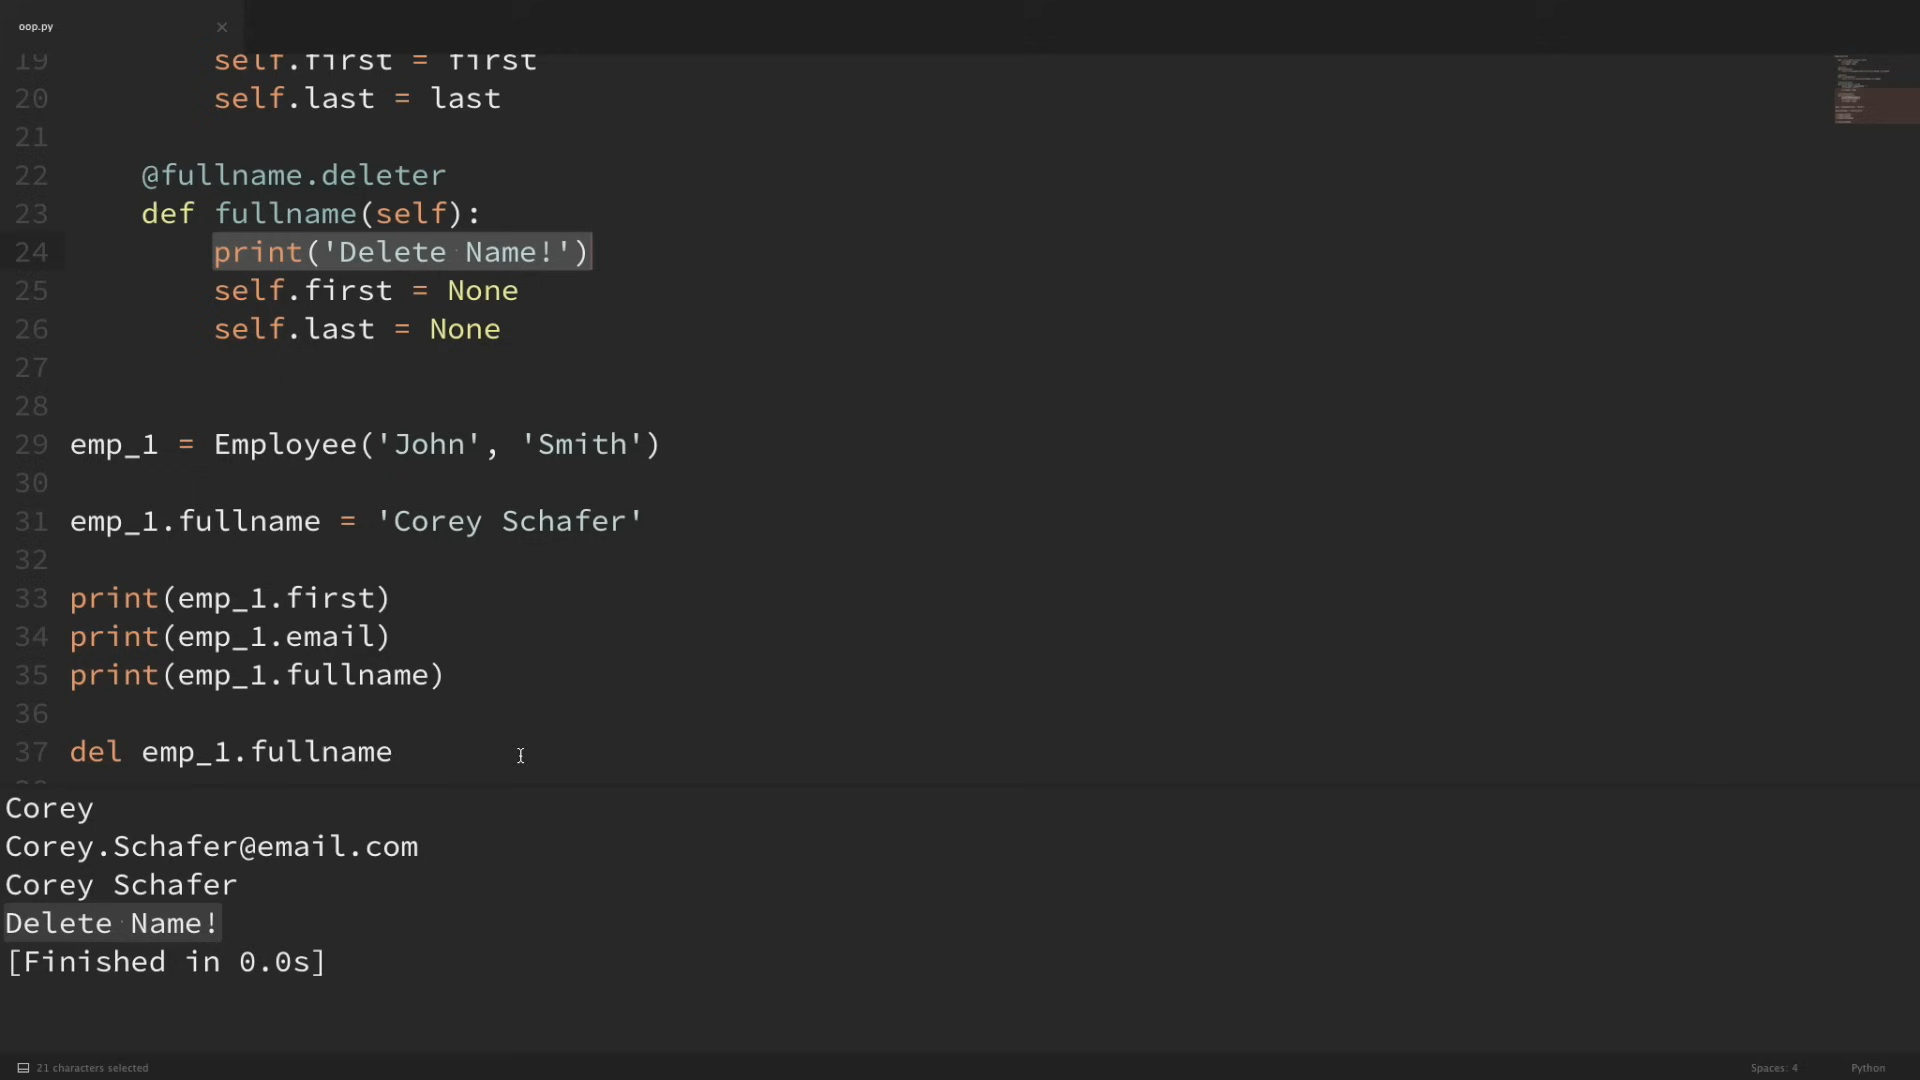 oop.py
19 self.first = first
20 self.last = last
21
22 @fullname.deleter
23 def fullname(self):
24 print('Delete Name!')
25 self.first = None
26 self.last = None
27
28
29 emp_1 = Employee('John', 'Smith')
30
31 emp_1.fullname = 'Corey Schafer'
32
33 print(emp_1.first)
34 print(emp_1.email)
35 print(emp_1.fullname)
36
37 del emp_1.fullname
Corey
Corey.Schafer@email.com
Corey Schafer
Delete Name!
[Finished in 0.0s]
21 characters selected
Spaces: 4
Python